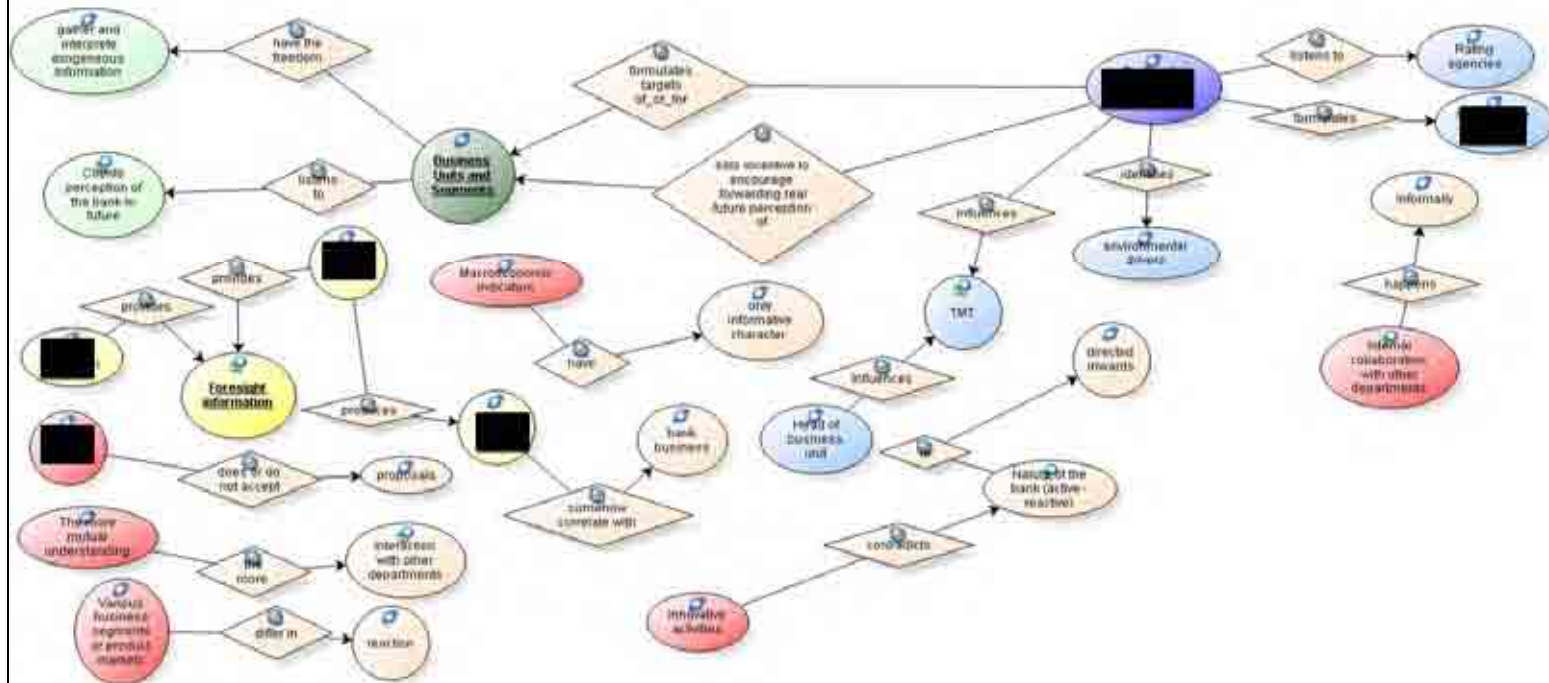 gather and
interprete
exogeneous
information
have the
freedom
formulates
targets
of_or_for
listens to
Rating
agencies
formulates
Business
Units and
Segments
Clients
perception of
the bank in
future
listens
to
sets incentive to
encourage
forwarding real
future perception
of
identifies
influences
environmental
drivers
informally
happens
Internal
collaboration
with other
departments
provides
provides
Foresight
information
Macroeconomic
indicators
have
only
informative
character
TMT
influences
Head of
business
unit
directed
inwards
Nature of the
bank (active-
reactive)
contradicts
Innovative
activities
produces
bank
business
somehow
correlate with
does or do
not accept
proposals
mutual
understanding
the
more
interaction
with other
departments
Various
business
segments
or product
markets
differ in
reaction